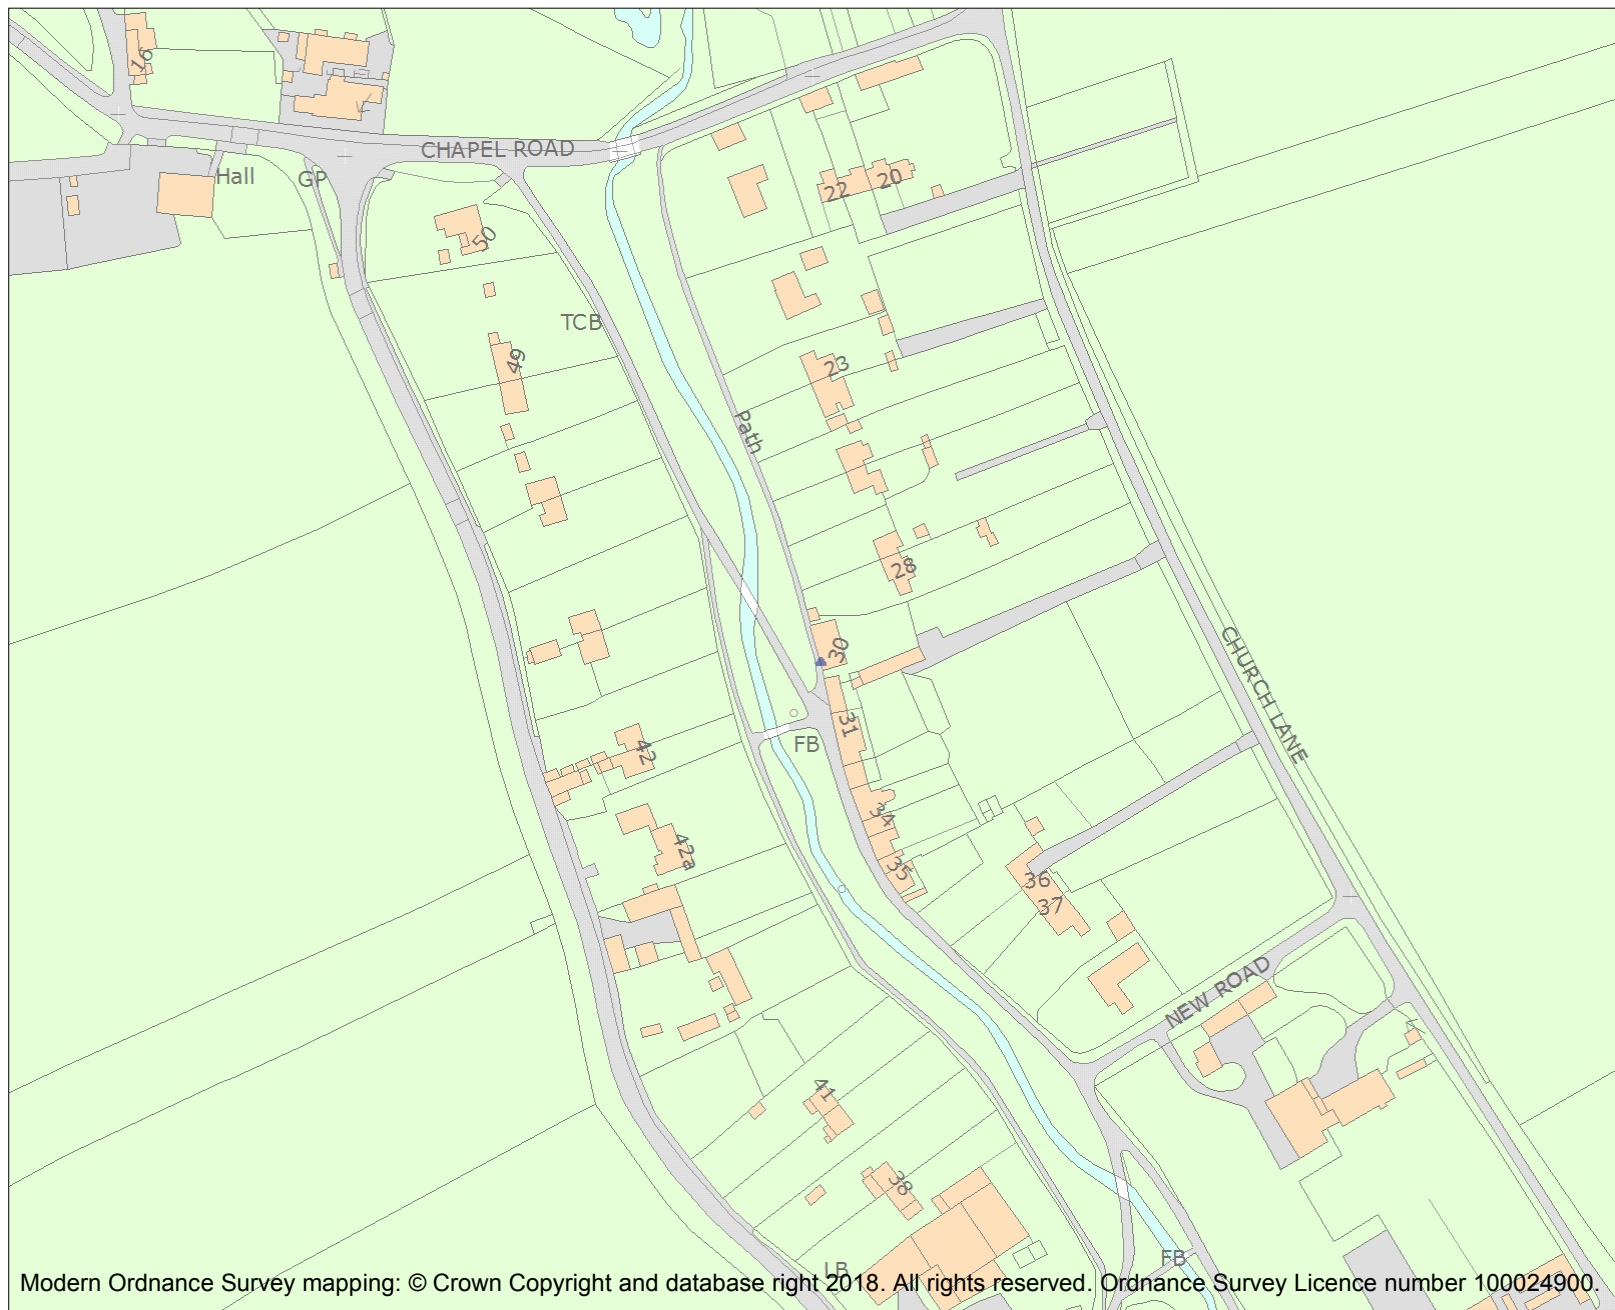 16
CHAPEL ROAD
Hall
GP
22
20
50
TCB
49
23
Path
28
30
CHURCH LANE
31
FB
42
34
42a
35
36
37
NEW ROAD
41
38
FB
LB
Modern Ordnance Survey mapping: © Crown Copyright and database right 2018. All rights reserved. Ordnance Survey Licence number 100024900.